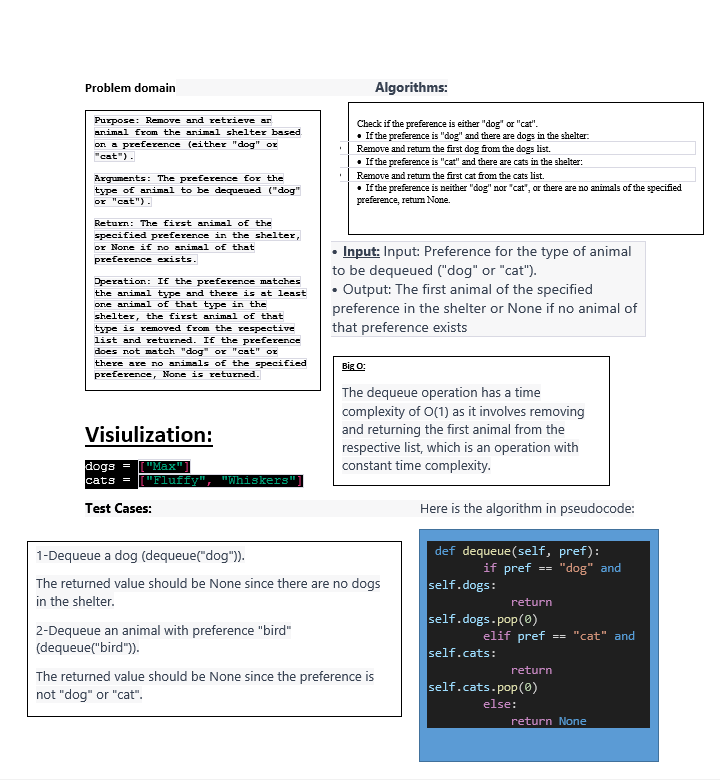 Problem domain
Purpose: Remove and retrieve an
animal from the animal shelter based
on a preference (either "dog" or
"cat").
Arguments: The preference for the
type of animal to be dequeued ("dog"
or "cat").
Return: The first animal of the
specified preference in the shelter,
or None if no animal of that
preference exists.
Operation: If the preference matches
the animal type and there is at least
one animal of that type in the
shelter, the first animal of that
type is removed from the respective
list and returned. If the preference
does not match "dog" or "cat" or
there are no animals of the specified
preference, None is returned.
Algorithms:
Check if the preference is either "dog" or "cat".
• If the preference is "dog" and there are dogs in the shelter:
Remove and return the first dog from the dogs list.
• If the preference is "cat" and there are cats in the shelter:
Remove and return the first cat from the cats list.
• If the preference is neither "dog" nor "cat", or there are no animals of the specified
preference, return None.
• Input: Input: Preference for the type of animal
to be dequeued ("dog" or "cat").
• Output: The first animal of the specified
preference in the shelter or None if no animal of
that preference exists
Big O:
The dequeue operation has a time
complexity of O(1) as it involves removing
and returning the first animal from the
respective list, which is an operation with
constant time complexity.
Visiulization:
dogs = ["Max"]
cats = ["Fluffy", "Whiskers"]
Test Cases:
1-Dequeue a dog (dequeue("dog")).
The returned value should be None since there are no dogs
in the shelter.
2-Dequeue an animal with preference "bird"
(dequeue("bird")).
The returned value should be None since the preference is
not "dog" or "cat".
Here is the algorithm in pseudocode:
def dequeue(self, pref):
if pref == "dog" and
self.dogs:
return
self.dogs.pop(0)
elif pref == "cat" and
self.cats:
return
self.cats.pop(0)
else:
return None